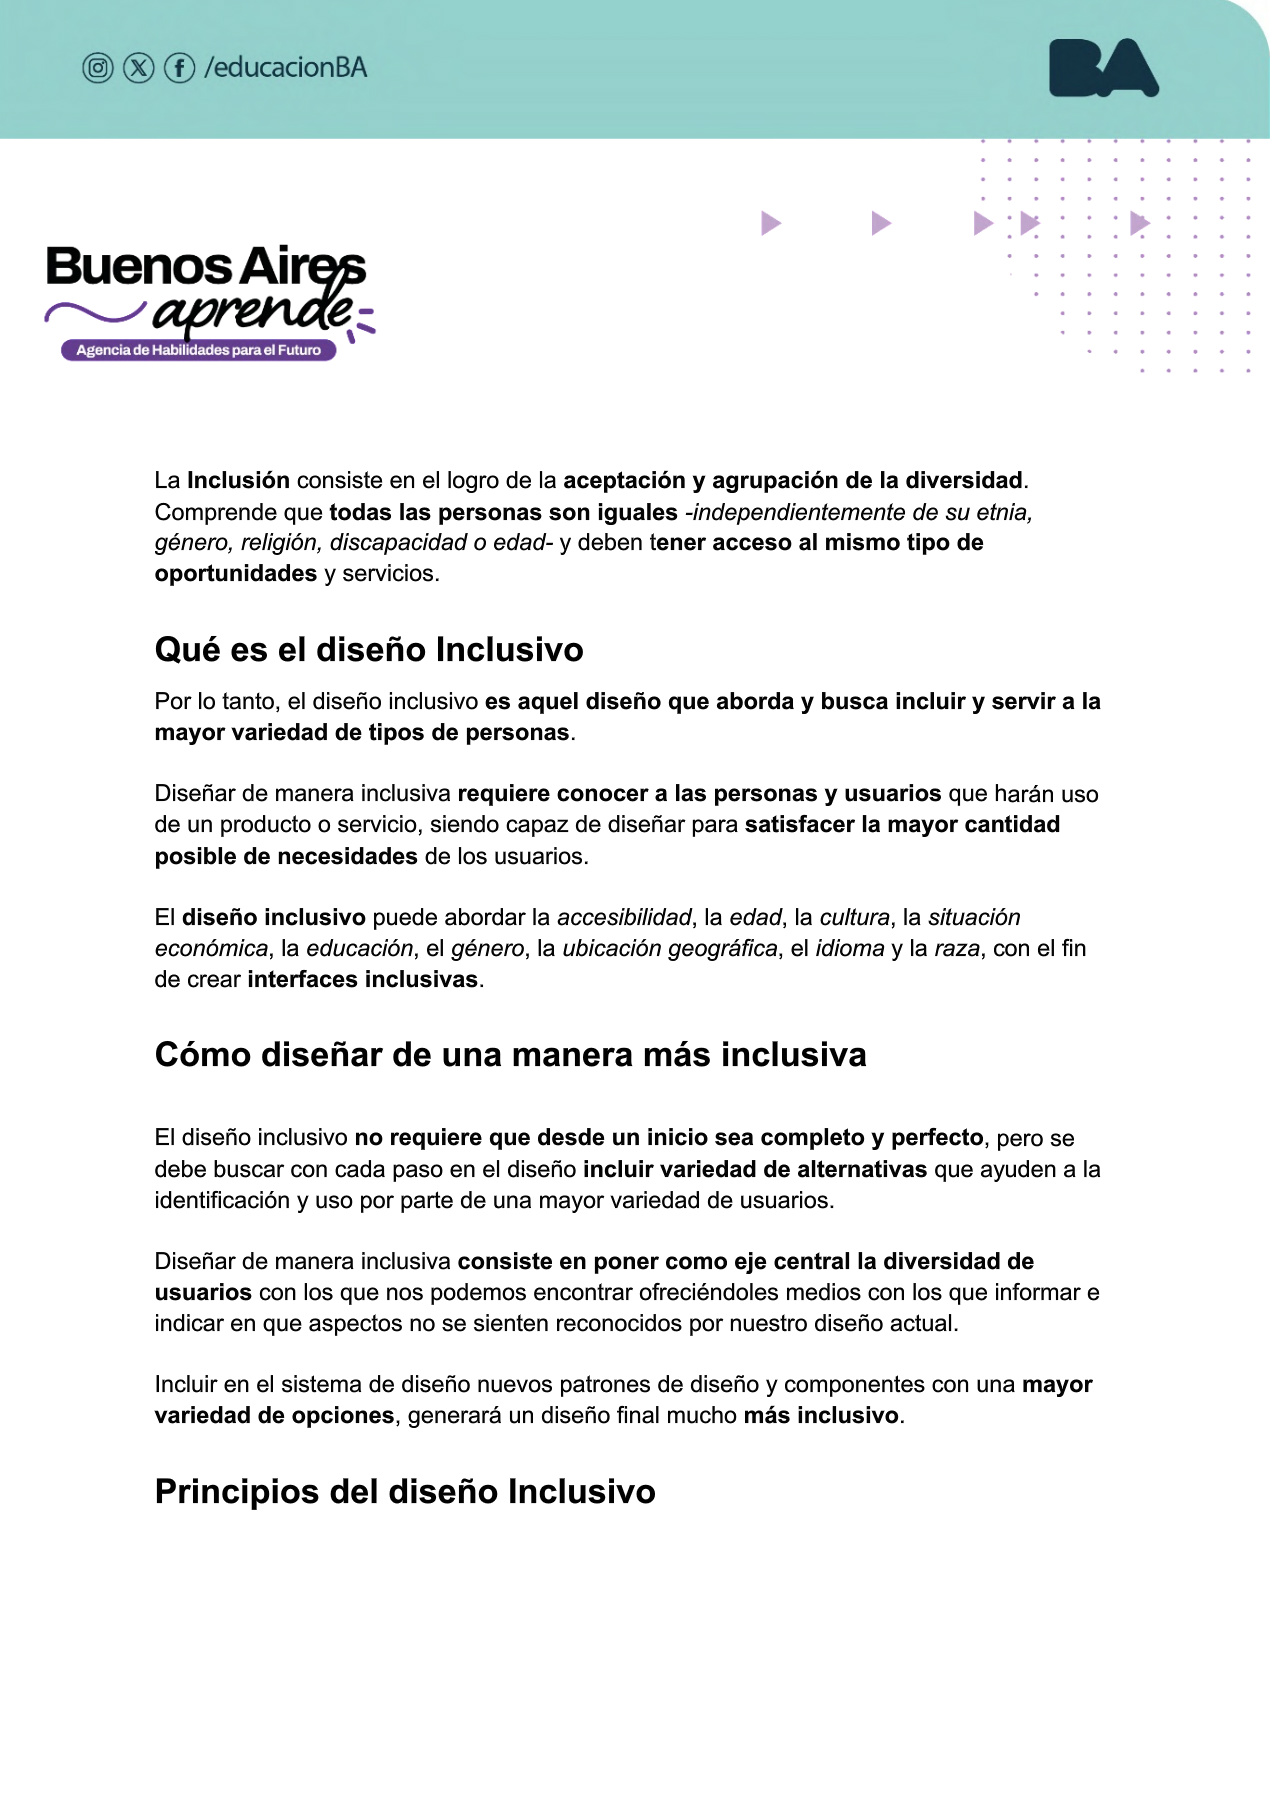 /educacionBA
BA
Buenos Aires
aprende
Agencia de Habilidades para el Futuro
La Inclusión consiste en el logro de la aceptación y agrupación de la diversidad.
Comprende que todas las personas son iguales -independientemente de su etnia,
género, religión, discapacidad o edad- y deben tener acceso al mismo tipo de
oportunidades y servicios.
Qué es el diseño Inclusivo
Por lo tanto, el diseño inclusivo es aquel diseño que aborda y busca incluir y servir a la
mayor variedad de tipos de personas.
Diseñar de manera inclusiva requiere conocer a las personas y usuarios que harán uso
de un producto o servicio, siendo capaz de diseñar para satisfacer la mayor cantidad
posible de necesidades de los usuarios.
El diseño inclusivo puede abordar la accesibilidad, la edad, la cultura, la situación
económica, la educación, el género, la ubicación geográfica, el idioma y la raza, con el fin
de crear interfaces inclusivas.
Cómo diseñar de una manera más inclusiva
El diseño inclusivo no requiere que desde un inicio sea completo y perfecto, pero se
debe buscar con cada paso en el diseño incluir variedad de alternativas que ayuden a la
identificación y uso por parte de una mayor variedad de usuarios.
Diseñar de manera inclusiva consiste en poner como eje central la diversidad de
usuarios con los que nos podemos encontrar ofreciéndoles medios con los que informar e
indicar en que aspectos no se sienten reconocidos por nuestro diseño actual.
Incluir en el sistema de diseño nuevos patrones de diseño y componentes con una mayor
variedad de opciones, generará un diseño final mucho más inclusivo.
Principios del diseño Inclusivo